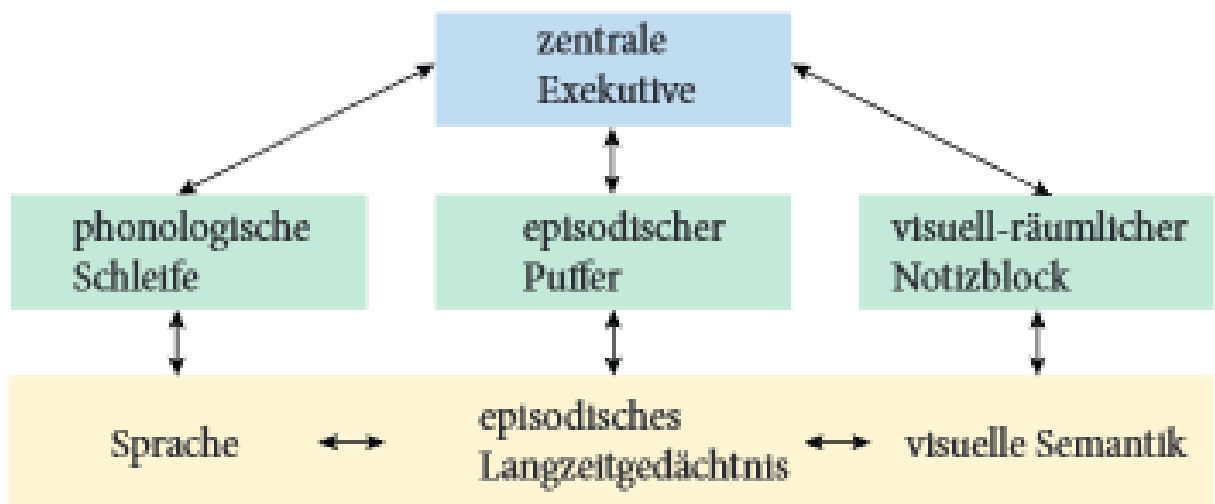 zentrale
Exekutive
phonologische
Schleife
episodischer
Puffer
visuell-räumlicher
Notizblock
Sprache
episodisches
Langzeitgedächtnis
visuelle Semantik